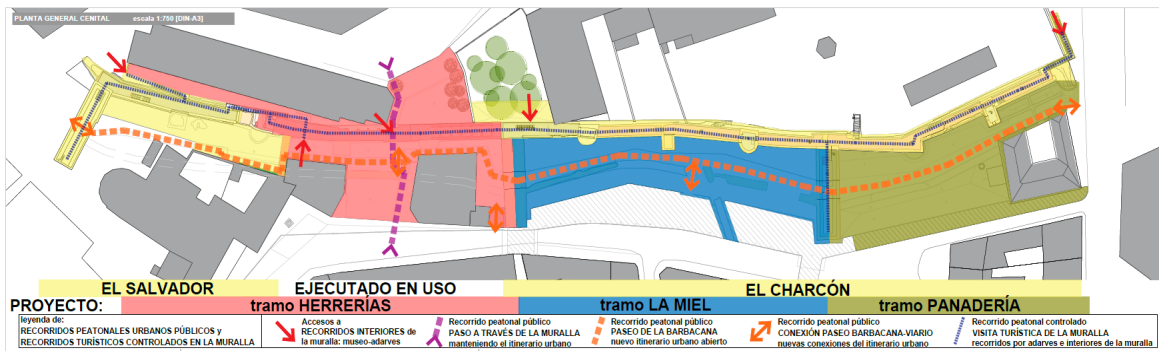 PLANTA GENERAL CENITAL escala 1:750 [DIN-A3]
EL SALVADOR EJECUTADO EN USO EL CHARCÓN
PROYECTO: tramo HERRERÍAS tramo LA MIEL tramo PANADERÍA
leyenda de:
RECORRIDOS PEATONALES URBANOS PÚBLICOS y
RECORRIDOS TURÍSTICOS CONTROLADOS EN LA MURALLA
Accesos a
RECORRIDOS INTERIORES de
la muralla: museo-adarves
Recorrido peatonal público
PASO A TRAVÉS DE LA MURALLA
manteniendo el itinerario urbano
Recorrido peatonal público
PASEO DE LA BARBACANA
nuevo itinerario urbano abierto
Recorrido peatonal público
CONEXIÓN PASEO BARBACANA-VIARIO
nuevas conexiones del itinerario urbano
Recorrido peatonal controlado
VISITA TURÍSTICA DE LA MURALLA
recorridos por adarves e interiores de la muralla